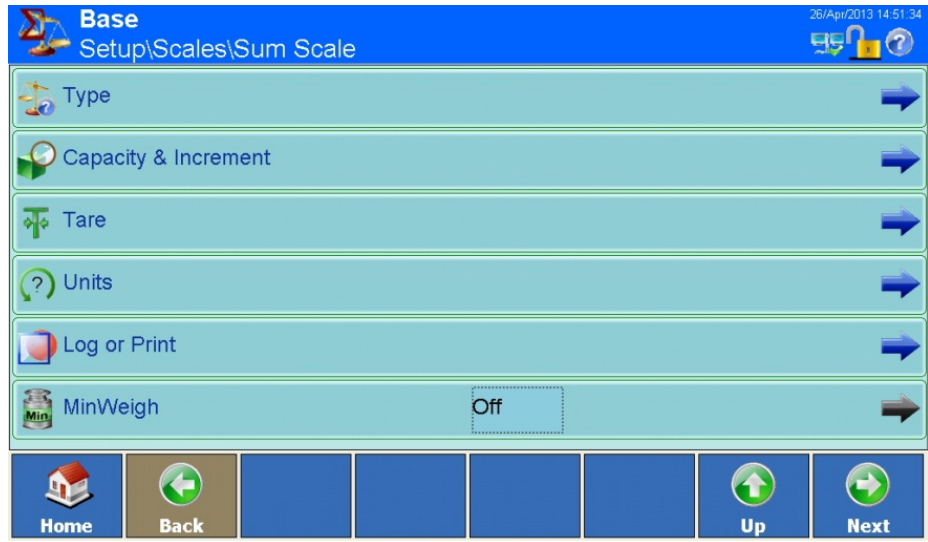 Base
26/Apr/2013 14:51:34
Setup\Scales\Sum Scale
Type
Capacity & Increment
Tare
? Units
Log or Print
Min MinWeigh Off
Home Back Up Next